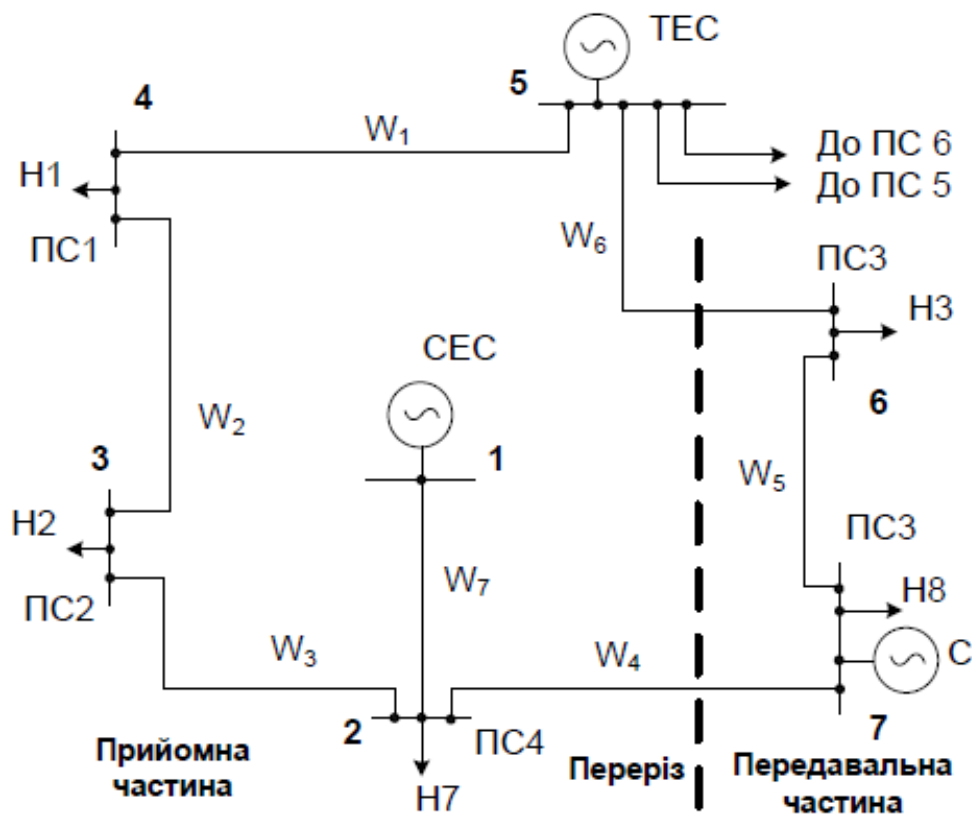 ТЕС
5
4
W1
До ПС 6
До ПС 5
Н1
ПС1
W6
ПС3
Н3
СЕС
6
W2
3
1
W5
Н2
ПС3
W7
Н8
ПС2
С
W3
W4
2
ПС4
7
Прийомна
частина
Переріз
Передавальна
частина
Н7